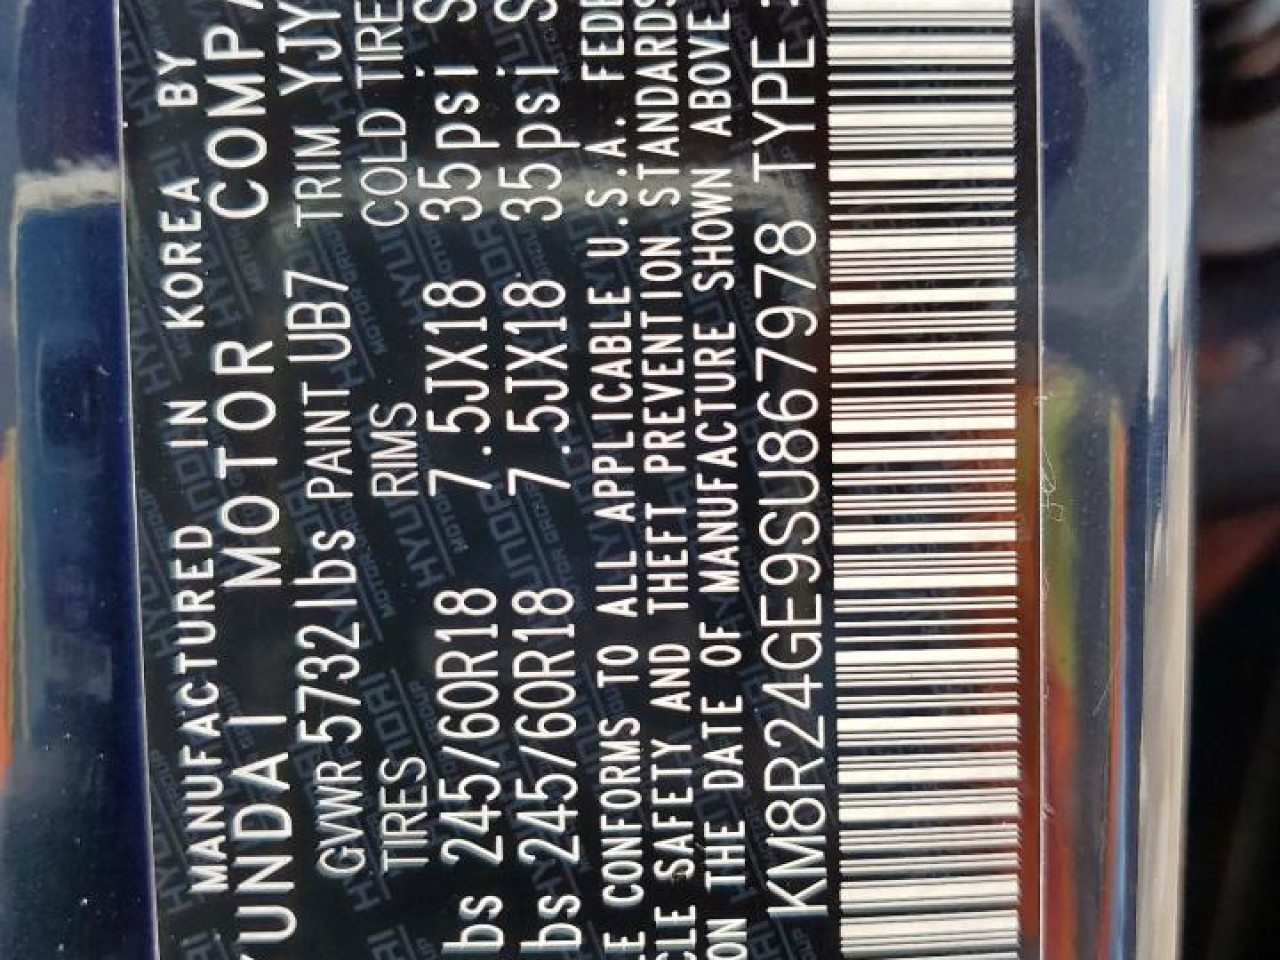 MANUFACTURED IN KOREA BY
UNDAI MOTOR COMPA
GVWR 5732lbs PAINT UB7 TRIM YJY
TIRES RIMS COLD TIRE
bs 245/60R18 7.5JX18 35psi S
bs 245/60R18 7.5JX18 35psi S
LE CONFORMS TO ALL APPLICABLE U.S.A. FEDE
CLE SAFETY AND THEFT PREVENTION STANDARDS
ON THE DATE OF MANUFACTURE SHOWN ABOVE
KM8R24GE9SU867978 TYPE